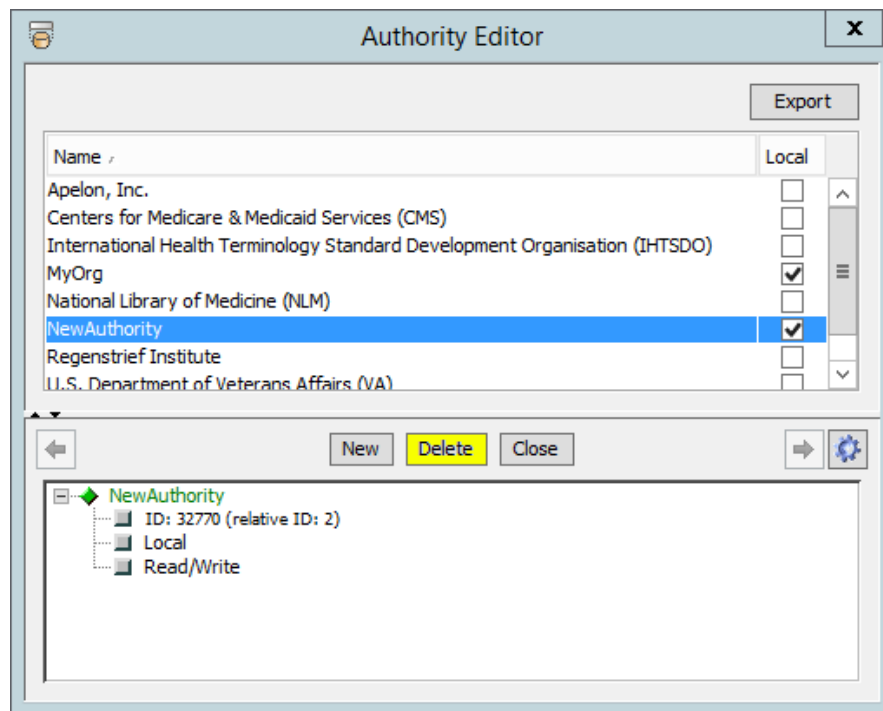 Authority Editor
X
Export
Name
Local
Apelon, Inc.
Centers for Medicare & Medicaid Services (CMS)
International Health Terminology Standard Development Organisation (IHTSDO)
MyOrg
National Library of Medicine (NLM)
NewAuthority
Regenstrief Institute
U.S. Department of Veterans Affairs (VA)
New
Delete
Close
NewAuthority
ID: 32770 (relative ID: 2)
Local
Read/Write